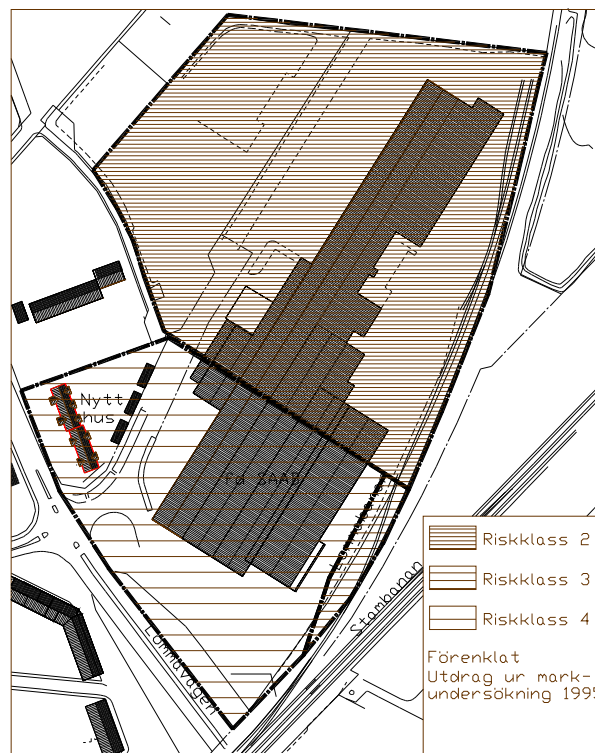 Nytt
hus
fd SAAB
Stambanan
Lommavägen
Riskklass 2
Riskklass 3
Riskklass 4
Förenklat
Utdrag ur mark-
undersökning 1995